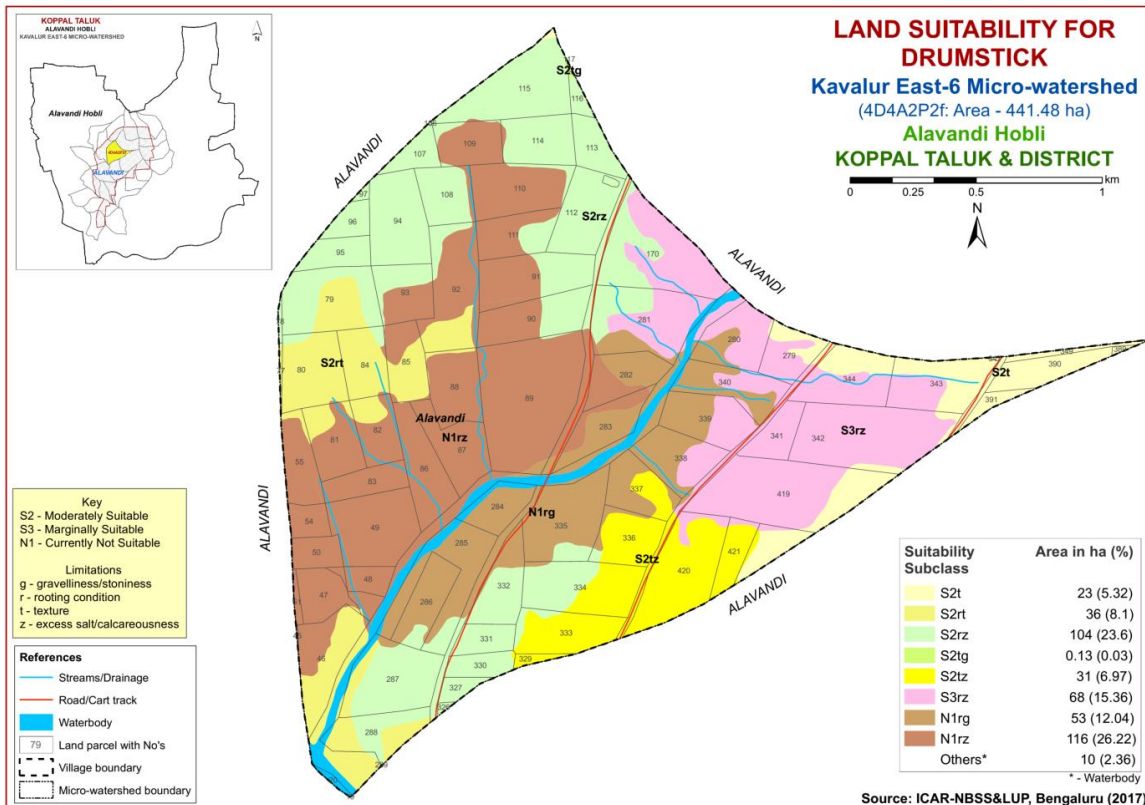 KOPPAL TALUK
ALAVANDI HOBLI
KAVALUR EAST-6 MICRO-WATERSHED
N
Alavandi Hobli
ALAVANDI
LAND SUITABILITY FOR
DRUMSTICK
Kavalur East-6 Micro-watershed
(4D4A2P2f: Area - 441.48 ha)
Alavandi Hobli
KOPPAL TALUK & DISTRICT
km
0 0.25 0.5 1
N
ALAVANDI
ALAVANDI
ALAVANDI
ALAVANDI
S2tg
115
116
114
113
107
109
110
108
112
S2rz
97
96
94
95
111
170
91
92
93
79
90
281
280
279
80
S2rt
84
85
88
89
282
340
344
343
S2t
390
391
Alavandi
N1rz
87
81
82
86
83
283
339
338
341
342
S3rz
55
54
50
49
48
47
46
284
N1rg
285
286
335
337
336
S2tz
419
420
421
332
334
331
333
330
329
327
287
288
Key
S2 - Moderately Suitable
S3 - Marginally Suitable
N1 - Currently Not Suitable
Limitations
g - gravelliness/stoniness
r - rooting condition
t - texture
z - excess salt/calcareousness
References
Streams/Drainage
Road/Cart track
Waterbody
79 Land parcel with No's
Village boundary
Micro-watershed boundary
Suitability Subclass Area in ha (%)
S2t 23 (5.32)
S2rt 36 (8.1)
S2rz 104 (23.6)
S2tg 0.13 (0.03)
S2tz 31 (6.97)
S3rz 68 (15.36)
N1rg 53 (12.04)
N1rz 116 (26.22)
Others* 10 (2.36)
* - Waterbody
Source: ICAR-NBSS&LUP, Bengaluru (2017)